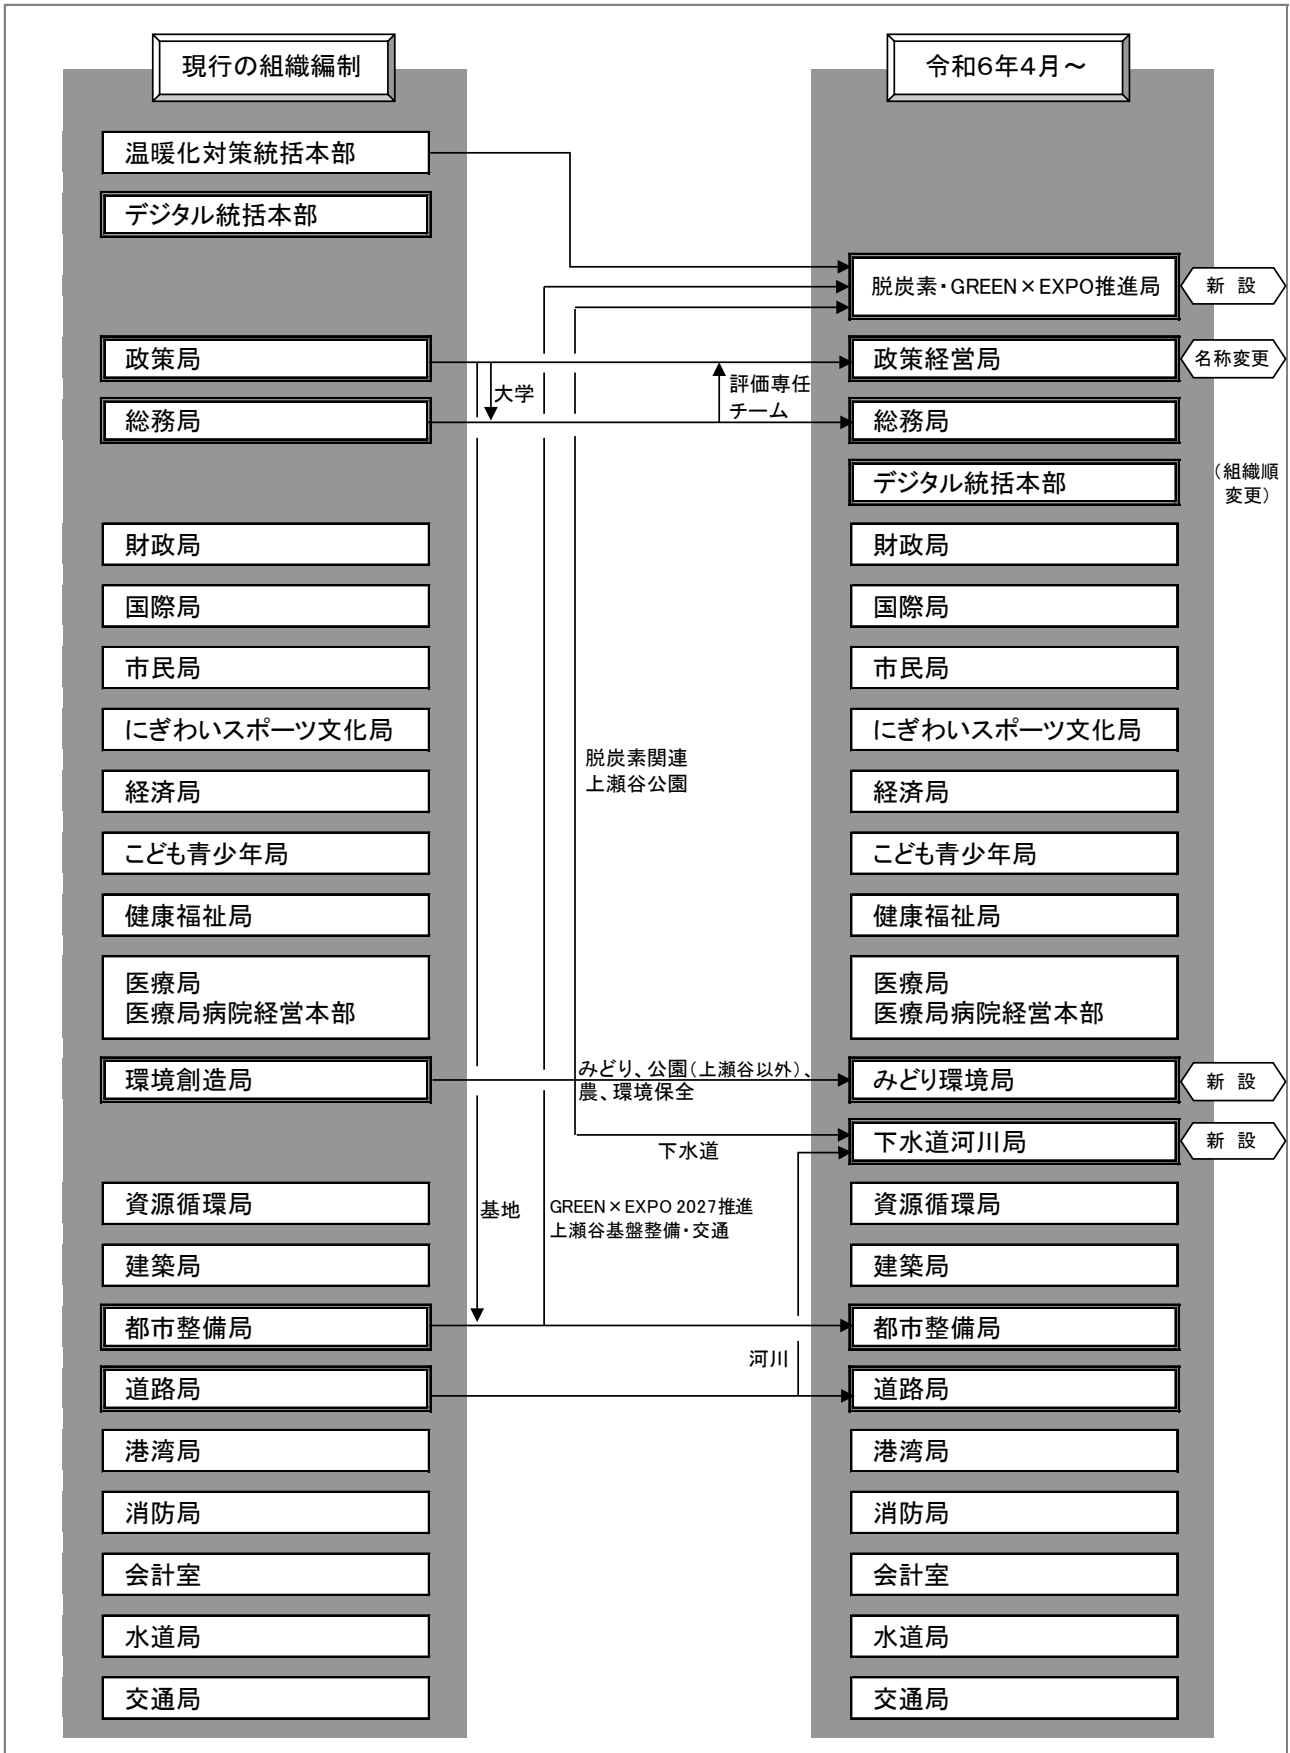 現行の組織編制
令和6年4月～
温暖化対策統括本部
デジタル統括本部
脱炭素・GREEN×EXPO推進局
新 設
政策局
政策経営局
名称変更
大学
評価専任
チーム
総務局
総務局
デジタル統括本部
（組織順
変更）
財政局
財政局
国際局
国際局
市民局
市民局
にぎわいスポーツ文化局
にぎわいスポーツ文化局
脱炭素関連
上瀬谷公園
経済局
経済局
こども青少年局
こども青少年局
健康福祉局
健康福祉局
医療局
医療局病院経営本部
医療局
医療局病院経営本部
環境創造局
みどり、公園（上瀬谷以外）、
農、環境保全
みどり環境局
新 設
下水道
下水道河川局
新 設
資源循環局
基地
GREEN×EXPO 2027推進
上瀬谷基盤整備・交通
資源循環局
建築局
建築局
都市整備局
都市整備局
河川
道路局
道路局
港湾局
港湾局
消防局
消防局
会計室
会計室
水道局
水道局
交通局
交通局